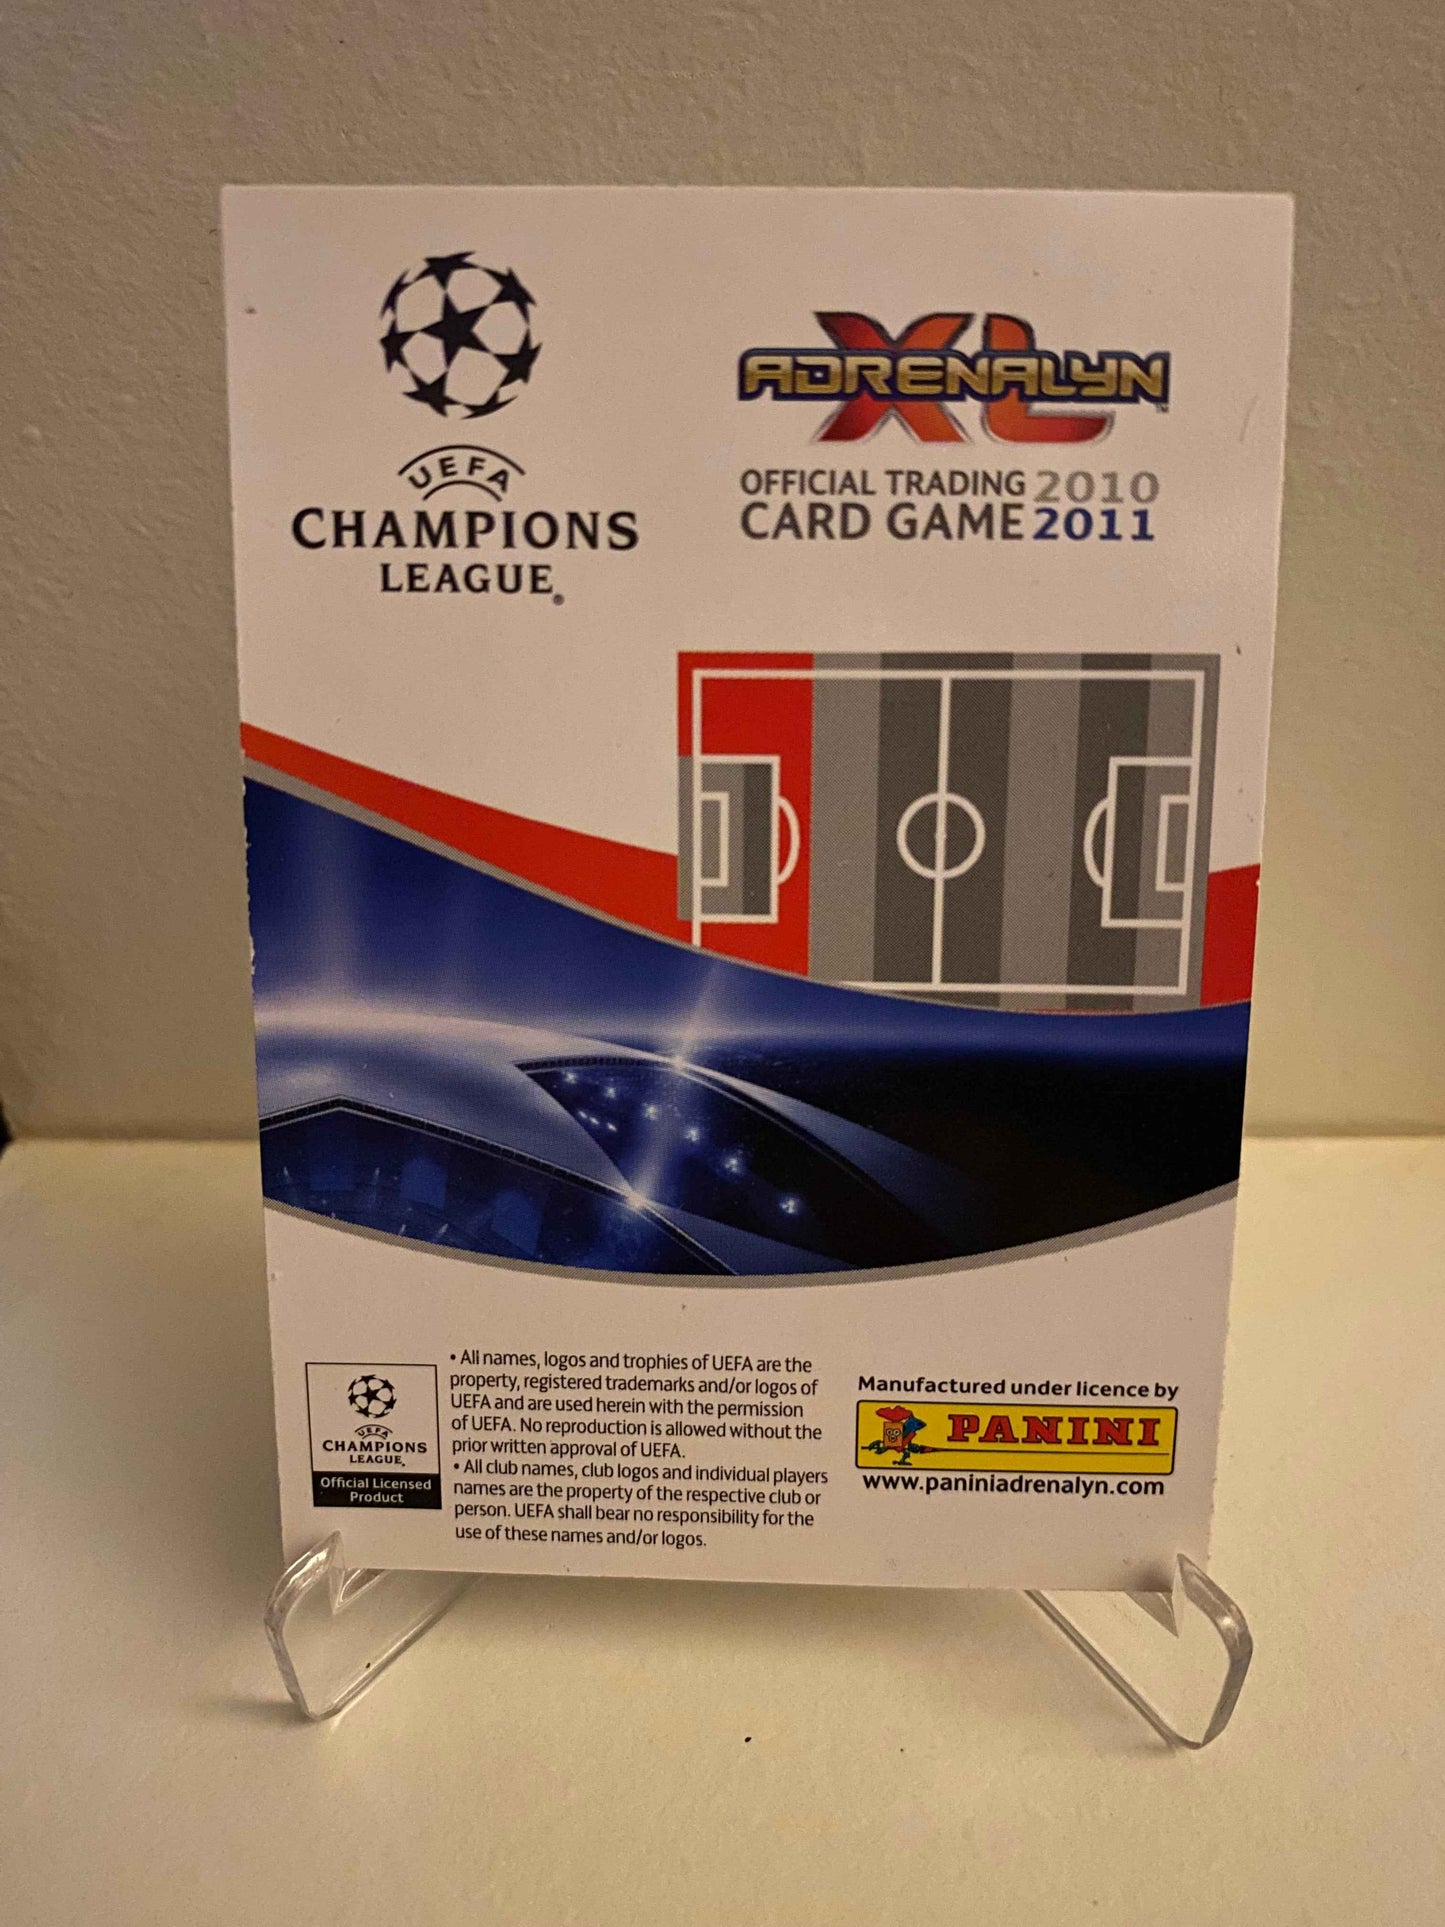 UEFA
CHAMPIONS
LEAGUE®
ADRENALYN XL™
OFFICIAL TRADING 2010
CARD GAME 2011
UEFA
CHAMPIONS
LEAGUE
Official Licensed
Product
• All names, logos and trophies of UEFA are the
property, registered trademarks and/or logos of
UEFA and are used herein with the permission
of UEFA. No reproduction is allowed without the
prior written approval of UEFA.
• All club names, club logos and individual players
names are the property of the respective club or
person. UEFA shall bear no responsibility for the
use of these names and/or logos.
Manufactured under licence by
PANINI
www.paniniadrenalyn.com